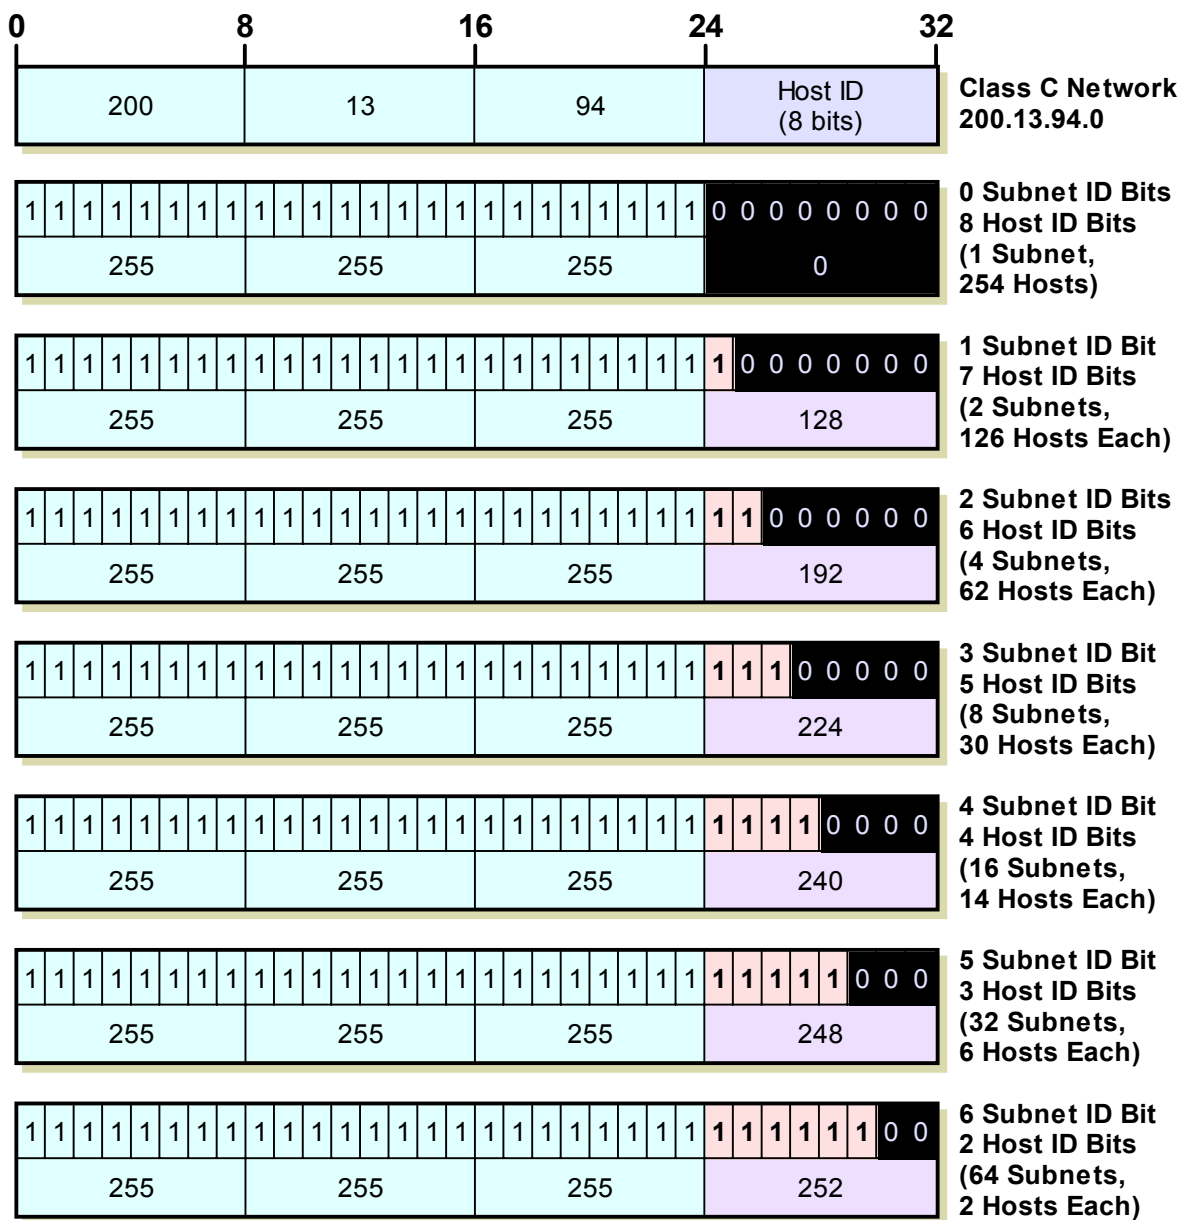 0 8 16 24 32
200 13 94 Host ID (8 bits)
Class C Network
200.13.94.0
1 1 1 1 1 1 1 1 1 1 1 1 1 1 1 1 1 1 1 1 1 1 1 1 0 0 0 0 0 0 0 0
255 255 255 0
0 Subnet ID Bits
8 Host ID Bits
(1 Subnet,
254 Hosts)
1 1 1 1 1 1 1 1 1 1 1 1 1 1 1 1 1 1 1 1 1 1 1 1 1 0 0 0 0 0 0 0
255 255 255 128
1 Subnet ID Bit
7 Host ID Bits
(2 Subnets,
126 Hosts Each)
1 1 1 1 1 1 1 1 1 1 1 1 1 1 1 1 1 1 1 1 1 1 1 1 1 1 0 0 0 0 0 0
255 255 255 192
2 Subnet ID Bits
6 Host ID Bits
(4 Subnets,
62 Hosts Each)
1 1 1 1 1 1 1 1 1 1 1 1 1 1 1 1 1 1 1 1 1 1 1 1 1 1 1 0 0 0 0 0
255 255 255 224
3 Subnet ID Bit
5 Host ID Bits
(8 Subnets,
30 Hosts Each)
1 1 1 1 1 1 1 1 1 1 1 1 1 1 1 1 1 1 1 1 1 1 1 1 1 1 1 1 0 0 0 0
255 255 255 240
4 Subnet ID Bit
4 Host ID Bits
(16 Subnets,
14 Hosts Each)
1 1 1 1 1 1 1 1 1 1 1 1 1 1 1 1 1 1 1 1 1 1 1 1 1 1 1 1 1 0 0 0
255 255 255 248
5 Subnet ID Bit
3 Host ID Bits
(32 Subnets,
6 Hosts Each)
1 1 1 1 1 1 1 1 1 1 1 1 1 1 1 1 1 1 1 1 1 1 1 1 1 1 1 1 1 1 0 0
255 255 255 252
6 Subnet ID Bit
2 Host ID Bits
(64 Subnets,
2 Hosts Each)